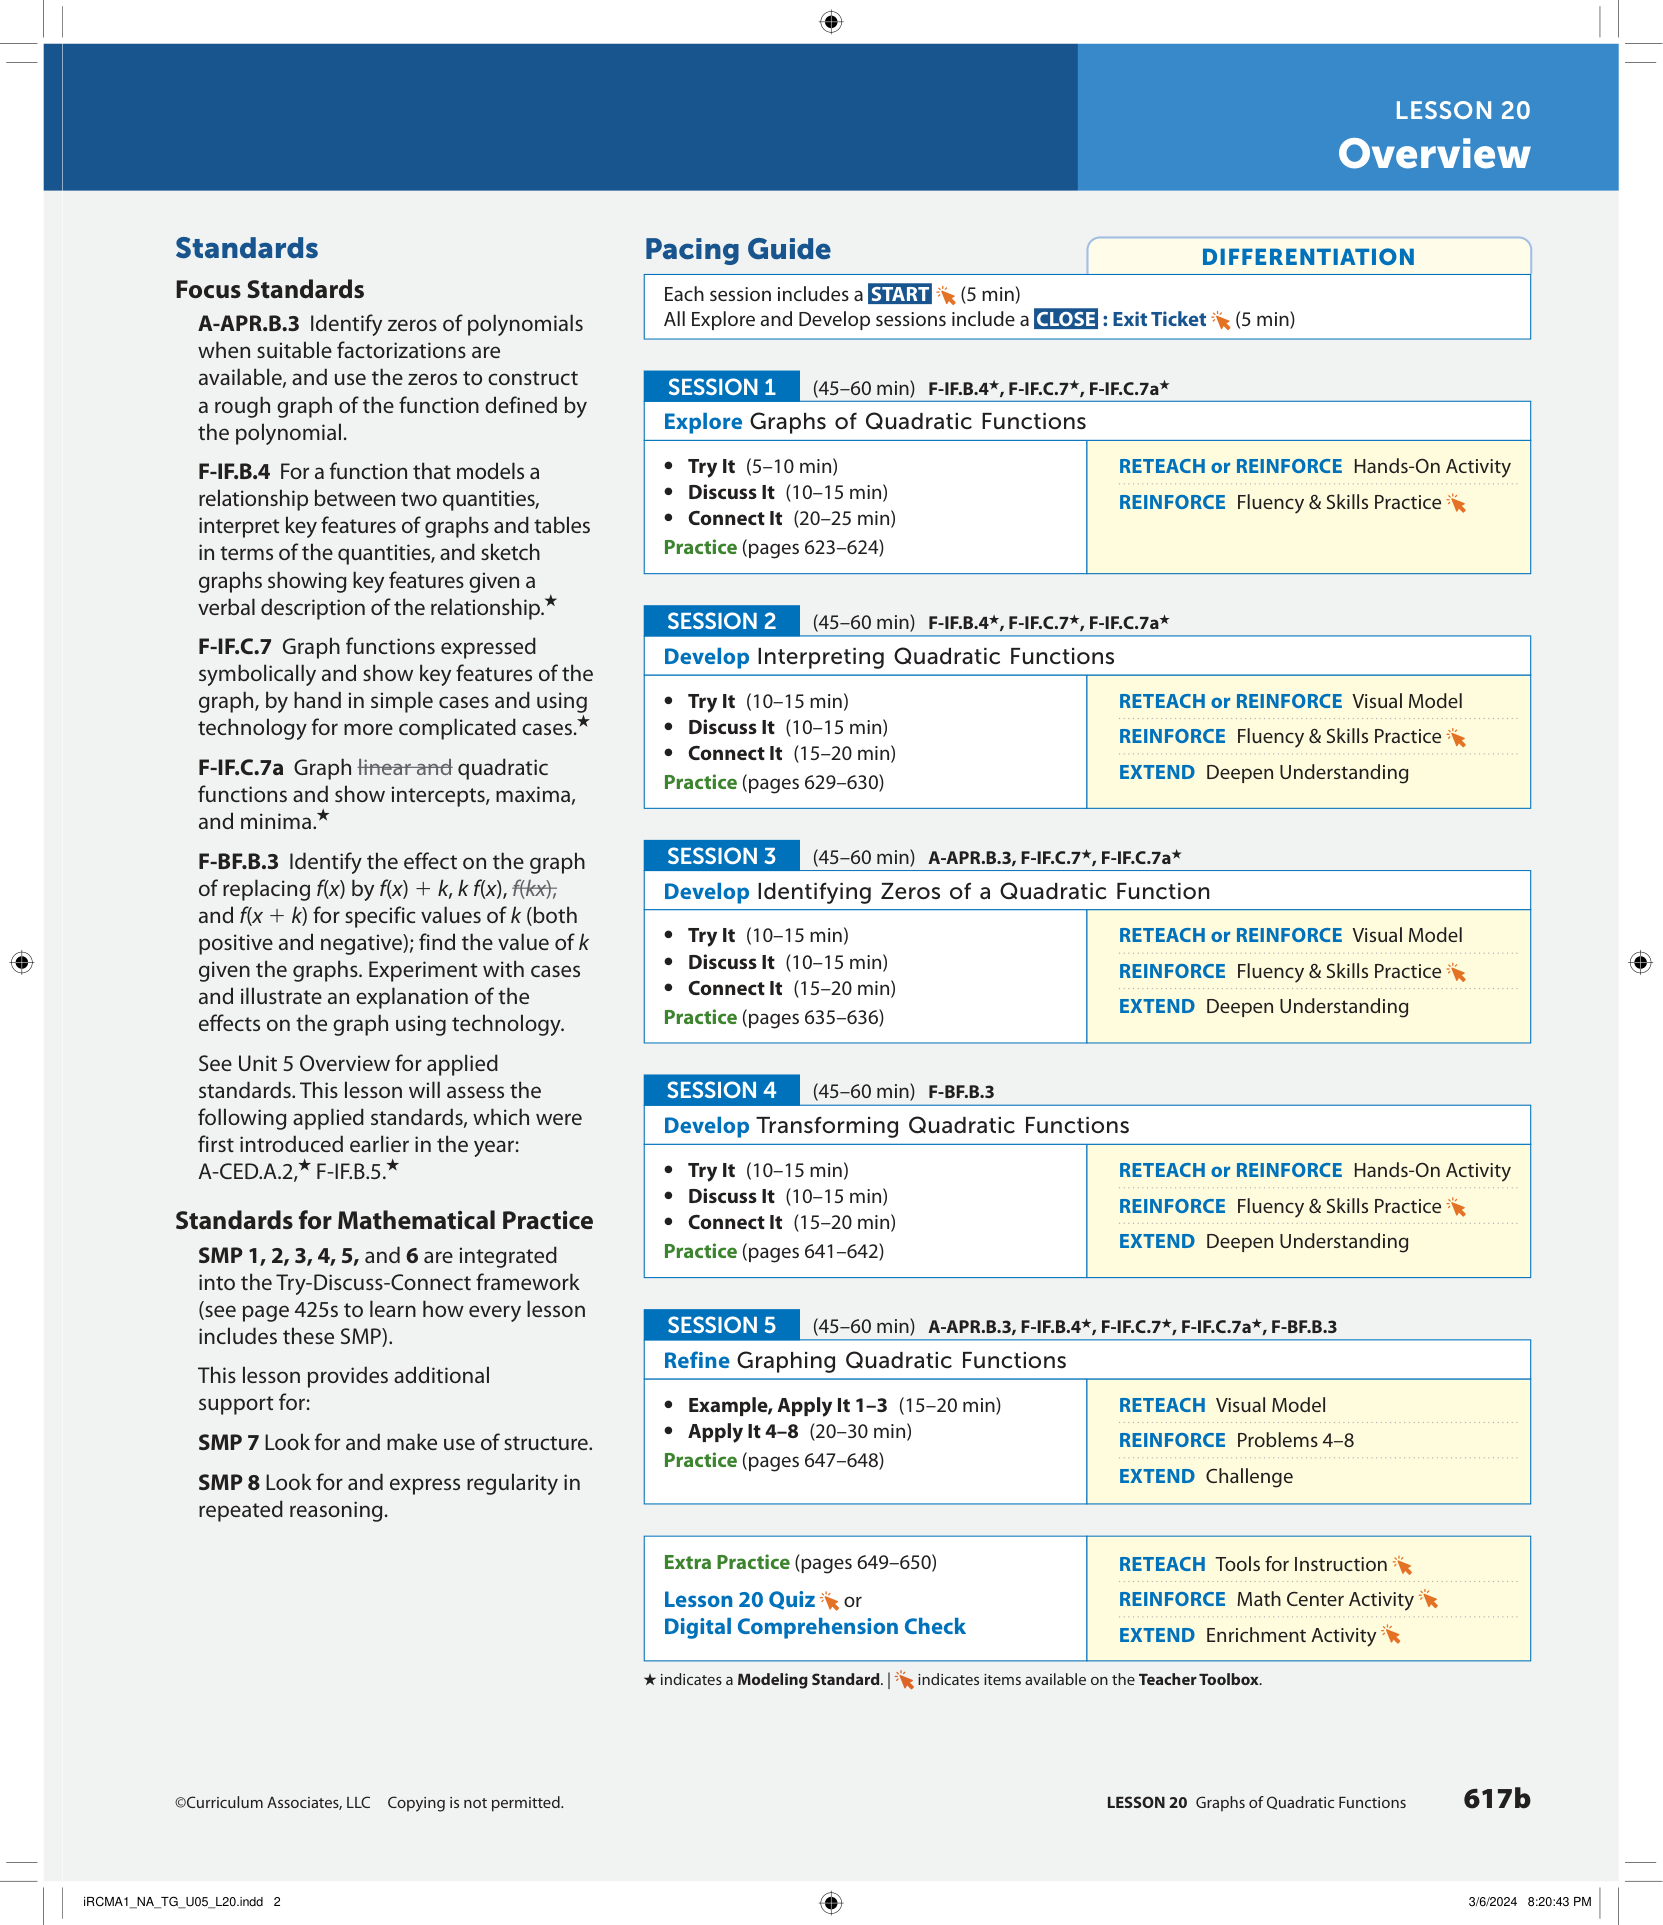 LESSON 20
Overview
Standards
Focus Standards
A-APR.B.3 Identify zeros of polynomials
when suitable factorizations are
available, and use the zeros to construct
a rough graph of the function defined by
the polynomial.
F-IF.B.4 For a function that models a
relationship between two quantities,
interpret key features of graphs and tables
in terms of the quantities, and sketch
graphs showing key features given a
verbal description of the relationship.★
F-IF.C.7 Graph functions expressed
symbolically and show key features of the
graph, by hand in simple cases and using
technology for more complicated cases.★
F-IF.C.7a Graph linear and quadratic
functions and show intercepts, maxima,
and minima.★
F-BF.B.3 Identify the effect on the graph
of replacing f(x) by f(x) + k, k f(x), f(kx),
and f(x + k) for specific values of k (both
positive and negative); find the value of k
given the graphs. Experiment with cases
and illustrate an explanation of the
effects on the graph using technology.
See Unit 5 Overview for applied
standards. This lesson will assess the
following applied standards, which were
first introduced earlier in the year:
A-CED.A.2,★ F-IF.B.5.★
Standards for Mathematical Practice
SMP 1, 2, 3, 4, 5, and 6 are integrated
into the Try-Discuss-Connect framework
(see page 425s to learn how every lesson
includes these SMP).
This lesson provides additional
support for:
SMP 7 Look for and make use of structure.
SMP 8 Look for and express regularity in
repeated reasoning.
Pacing Guide
DIFFERENTIATION
Each session includes a START (5 min)
All Explore and Develop sessions include a CLOSE : Exit Ticket (5 min)
SESSION 1 (45–60 min) F-IF.B.4★, F-IF.C.7★, F-IF.C.7a★
Explore Graphs of Quadratic Functions
• Try It (5–10 min)
• Discuss It (10–15 min)
• Connect It (20–25 min)
Practice (pages 623–624)
RETEACH or REINFORCE Hands-On Activity
REINFORCE Fluency & Skills Practice
SESSION 2 (45–60 min) F-IF.B.4★, F-IF.C.7★, F-IF.C.7a★
Develop Interpreting Quadratic Functions
• Try It (10–15 min)
• Discuss It (10–15 min)
• Connect It (15–20 min)
Practice (pages 629–630)
RETEACH or REINFORCE Visual Model
REINFORCE Fluency & Skills Practice
EXTEND Deepen Understanding
SESSION 3 (45–60 min) A-APR.B.3, F-IF.C.7★, F-IF.C.7a★
Develop Identifying Zeros of a Quadratic Function
• Try It (10–15 min)
• Discuss It (10–15 min)
• Connect It (15–20 min)
Practice (pages 635–636)
RETEACH or REINFORCE Visual Model
REINFORCE Fluency & Skills Practice
EXTEND Deepen Understanding
SESSION 4 (45–60 min) F-BF.B.3
Develop Transforming Quadratic Functions
• Try It (10–15 min)
• Discuss It (10–15 min)
• Connect It (15–20 min)
Practice (pages 641–642)
RETEACH or REINFORCE Hands-On Activity
REINFORCE Fluency & Skills Practice
EXTEND Deepen Understanding
SESSION 5 (45–60 min) A-APR.B.3, F-IF.B.4★, F-IF.C.7★, F-IF.C.7a★, F-BF.B.3
Refine Graphing Quadratic Functions
• Example, Apply It 1–3 (15–20 min)
• Apply It 4–8 (20–30 min)
Practice (pages 647–648)
RETEACH Visual Model
REINFORCE Problems 4–8
EXTEND Challenge
Extra Practice (pages 649–650)
Lesson 20 Quiz or
Digital Comprehension Check
RETEACH Tools for Instruction
REINFORCE Math Center Activity
EXTEND Enrichment Activity
★ indicates a Modeling Standard. | indicates items available on the Teacher Toolbox.
©Curriculum Associates, LLC Copying is not permitted.
LESSON 20 Graphs of Quadratic Functions 617b
iRCMA1_NA_TG_U05_L20.indd 2
3/6/2024 8:20:43 PM